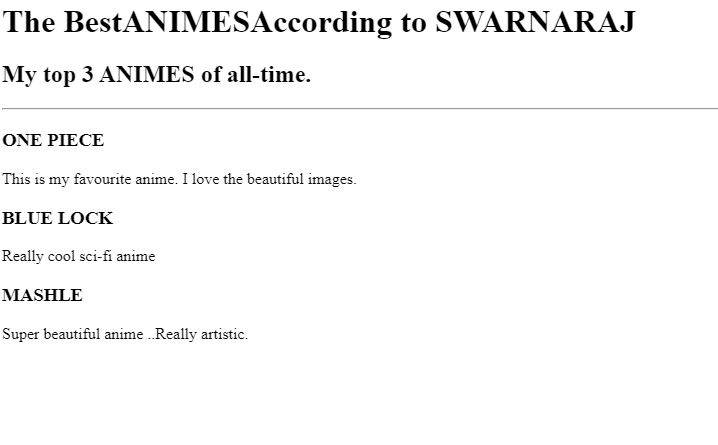 The BestANIMESAccording to SWARNARAJ
My top 3 ANIMES of all-time.
ONE PIECE
This is my favourite anime. I love the beautiful images.
BLUE LOCK
Really cool sci-fi anime
MASHLE
Super beautiful anime ..Really artistic.